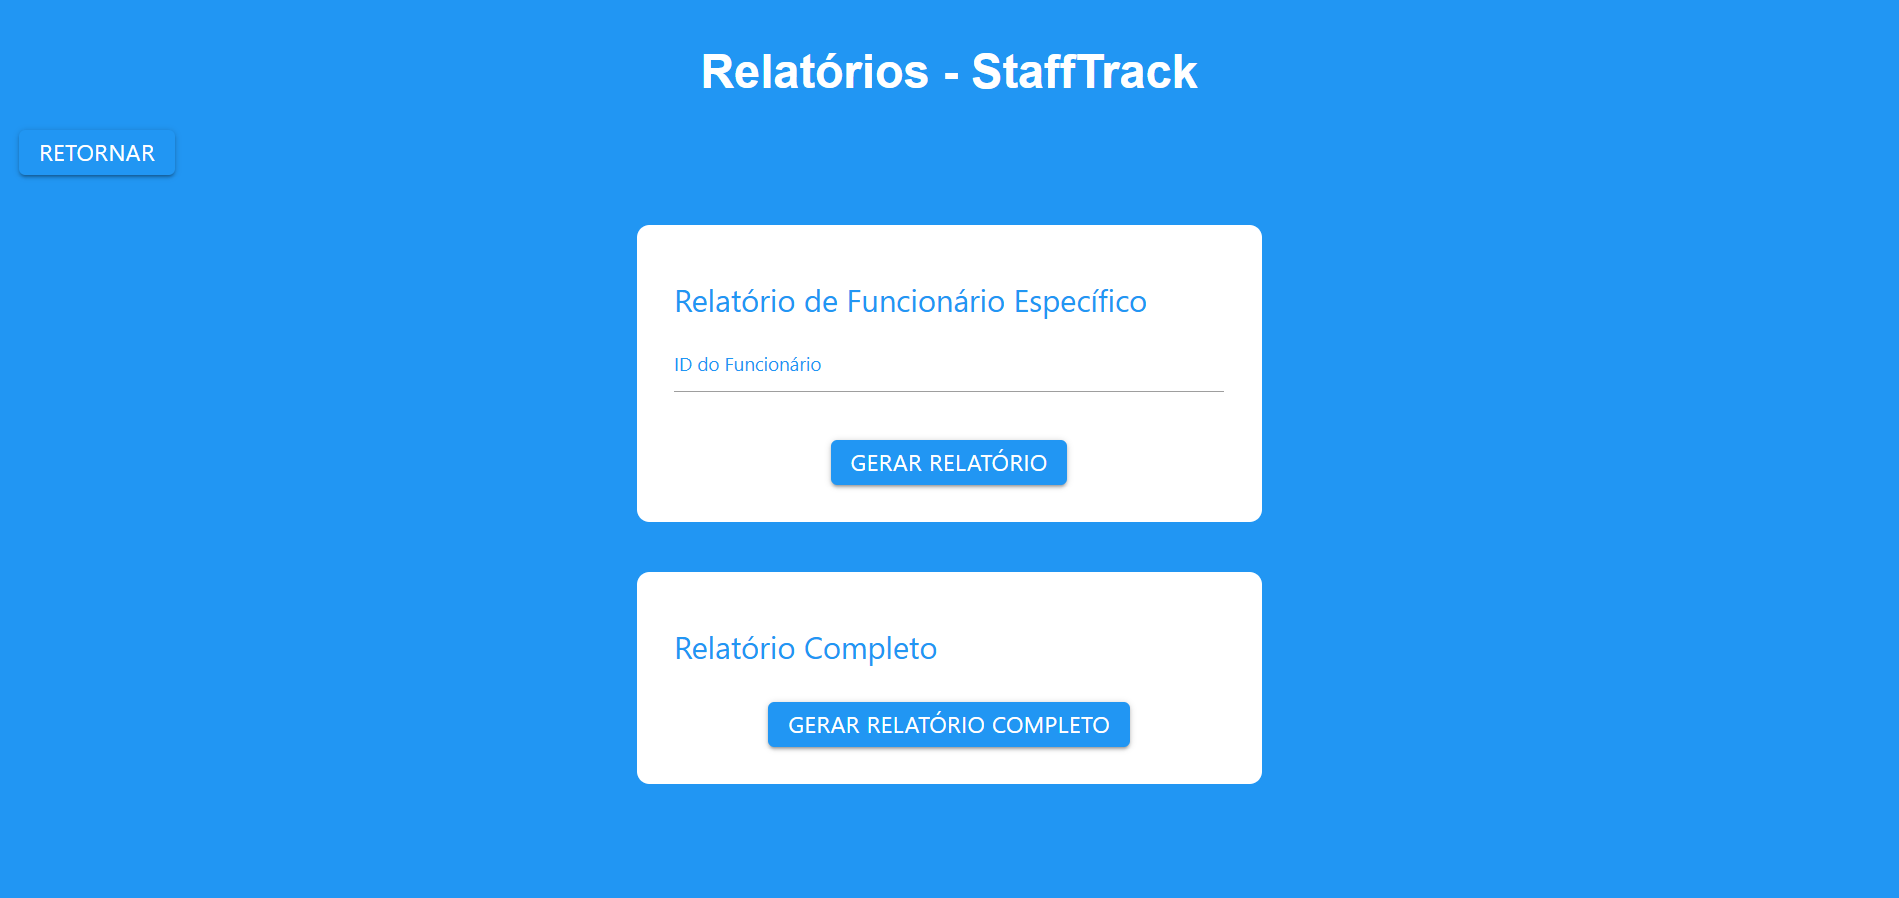 Relatórios - StaffTrack
RETORNAR
Relatório de Funcionário Específico
ID do Funcionário
GERAR RELATÓRIO
Relatório Completo
GERAR RELATÓRIO COMPLETO